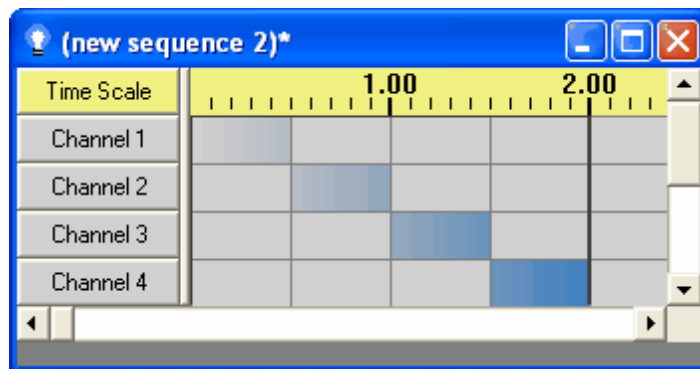 (new sequence 2)*
Time Scale 1.00 2.00
Channel 1
Channel 2
Channel 3
Channel 4